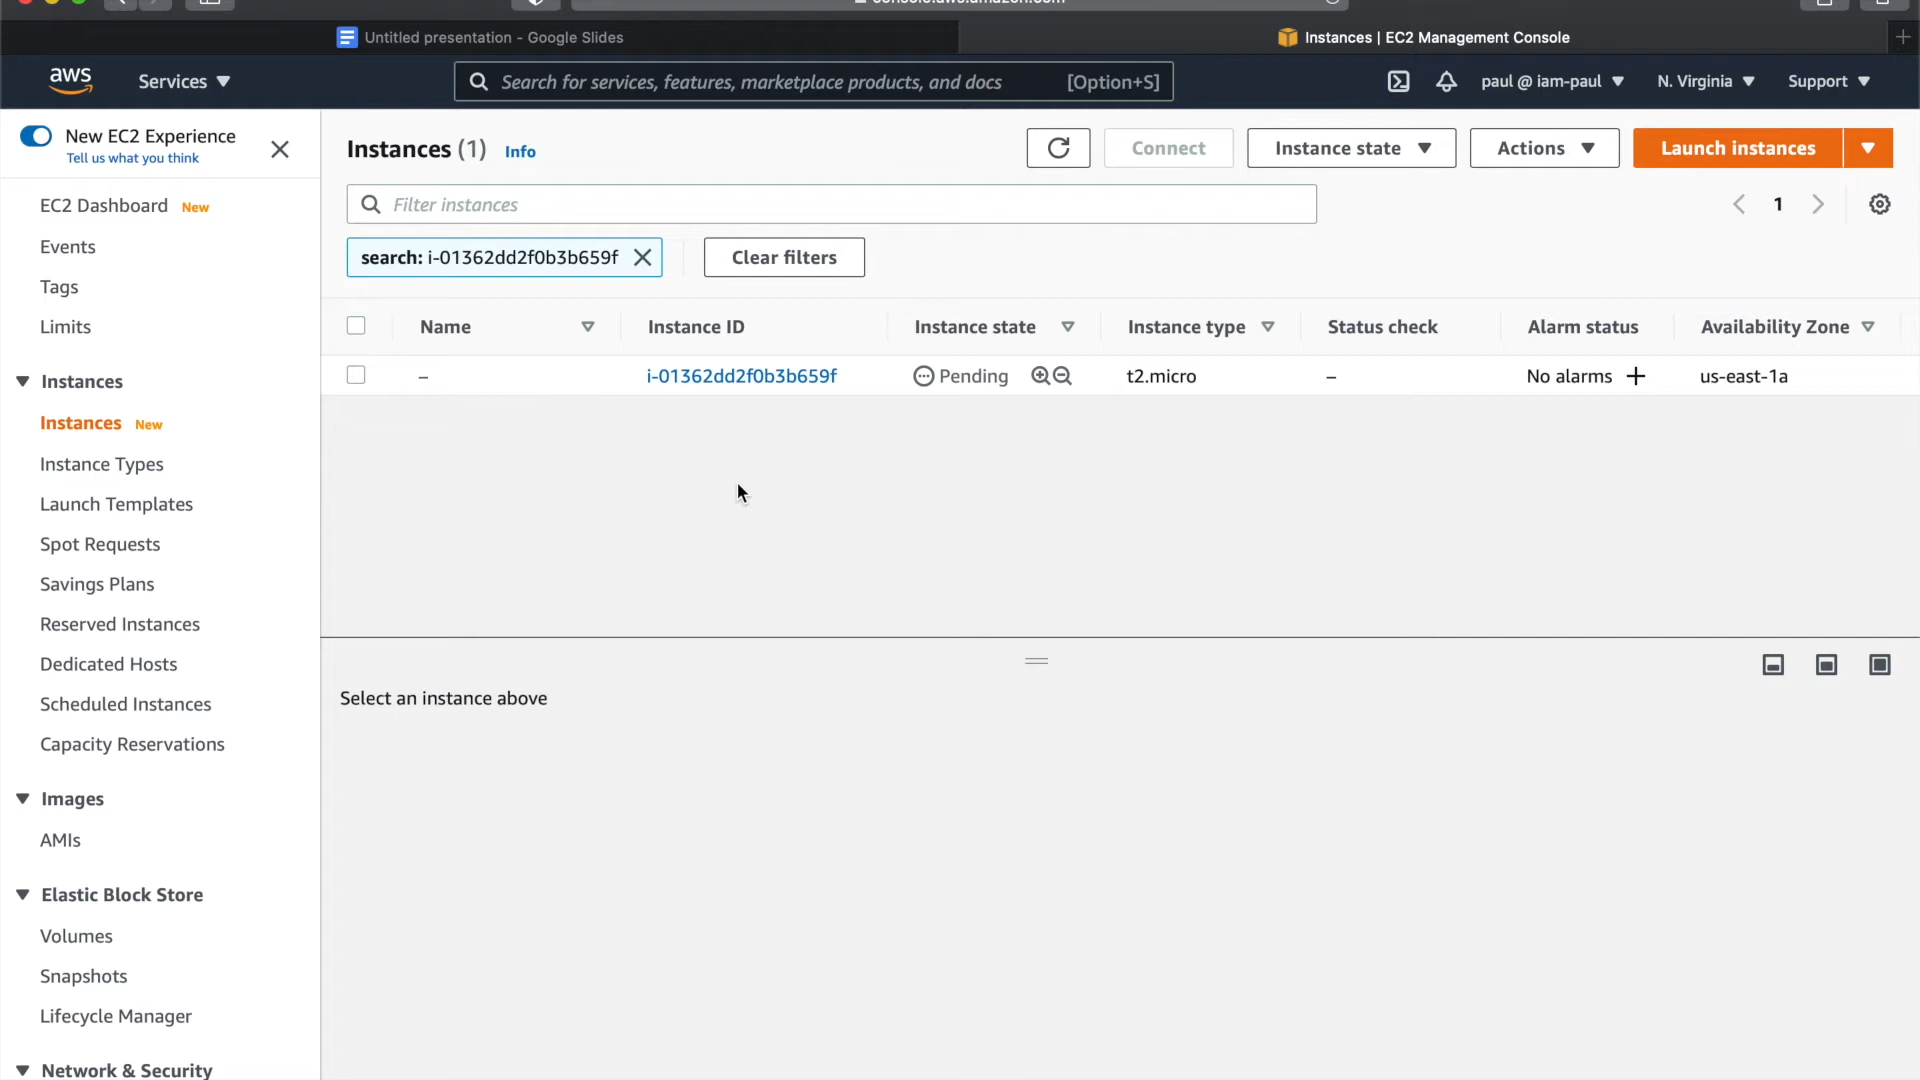 Untitled presentation - Google Slides
Instances | EC2 Management Console
aws
Services
Search for services, features, marketplace products, and docs [Option+S]
paul @ iam-paul
N. Virginia
Support
New EC2 Experience
Tell us what you think
EC2 Dashboard New
Events
Tags
Limits
Instances
Instances New
Instance Types
Launch Templates
Spot Requests
Savings Plans
Reserved Instances
Dedicated Hosts
Scheduled Instances
Capacity Reservations
Images
AMIs
Elastic Block Store
Volumes
Snapshots
Lifecycle Manager
Network & Security
Instances (1) Info
Connect
Instance state
Actions
Launch instances
Filter instances
1
search: i-01362dd2f0b3b659f
Clear filters
Name Instance ID Instance state Instance type Status check Alarm status Availability Zone
– i-01362dd2f0b3b659f Pending t2.micro – No alarms + us-east-1a
Select an instance above